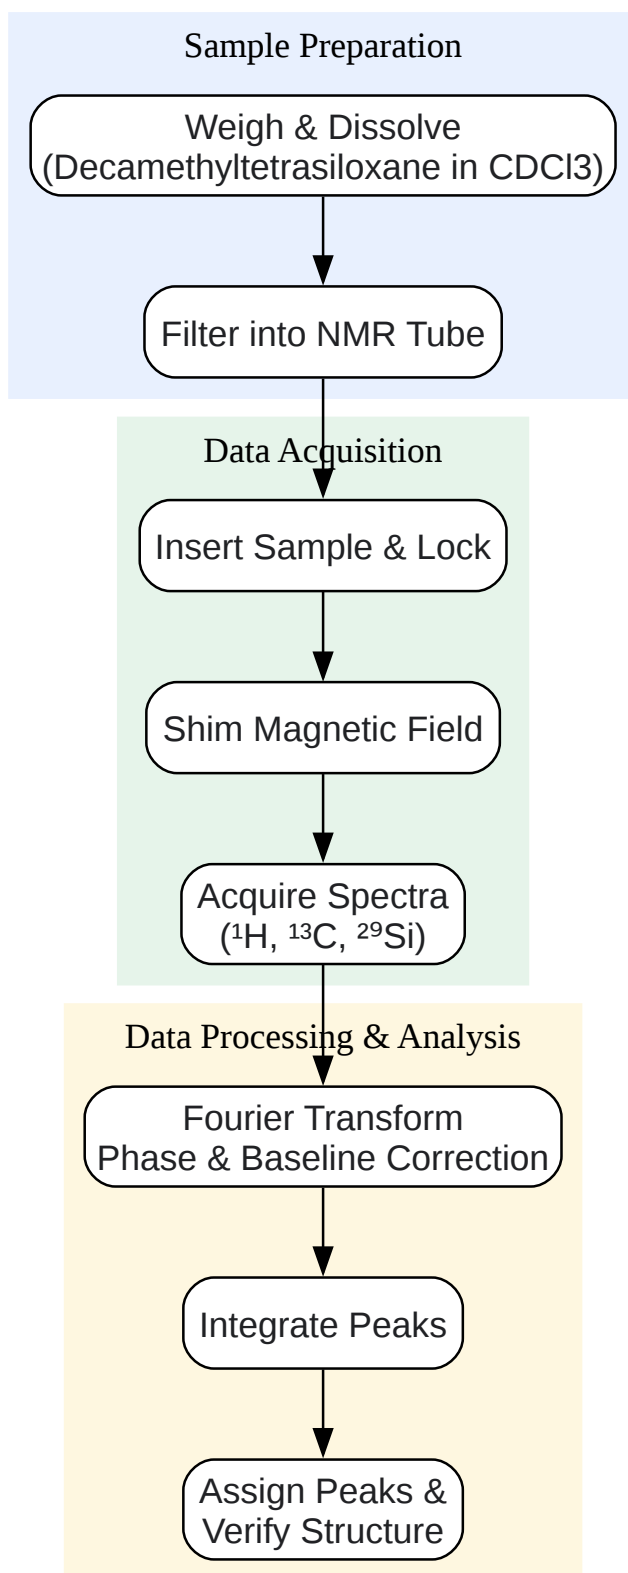 Sample Preparation
Weigh & Dissolve
(Decamethyltetrasiloxane in CDCl3)
Filter into NMR Tube
Data Acquisition
Insert Sample & Lock
Shim Magnetic Field
Acquire Spectra
(¹H, ¹³C, ²⁹Si)
Data Processing & Analysis
Fourier Transform
Phase & Baseline Correction
Integrate Peaks
Assign Peaks &
Verify Structure